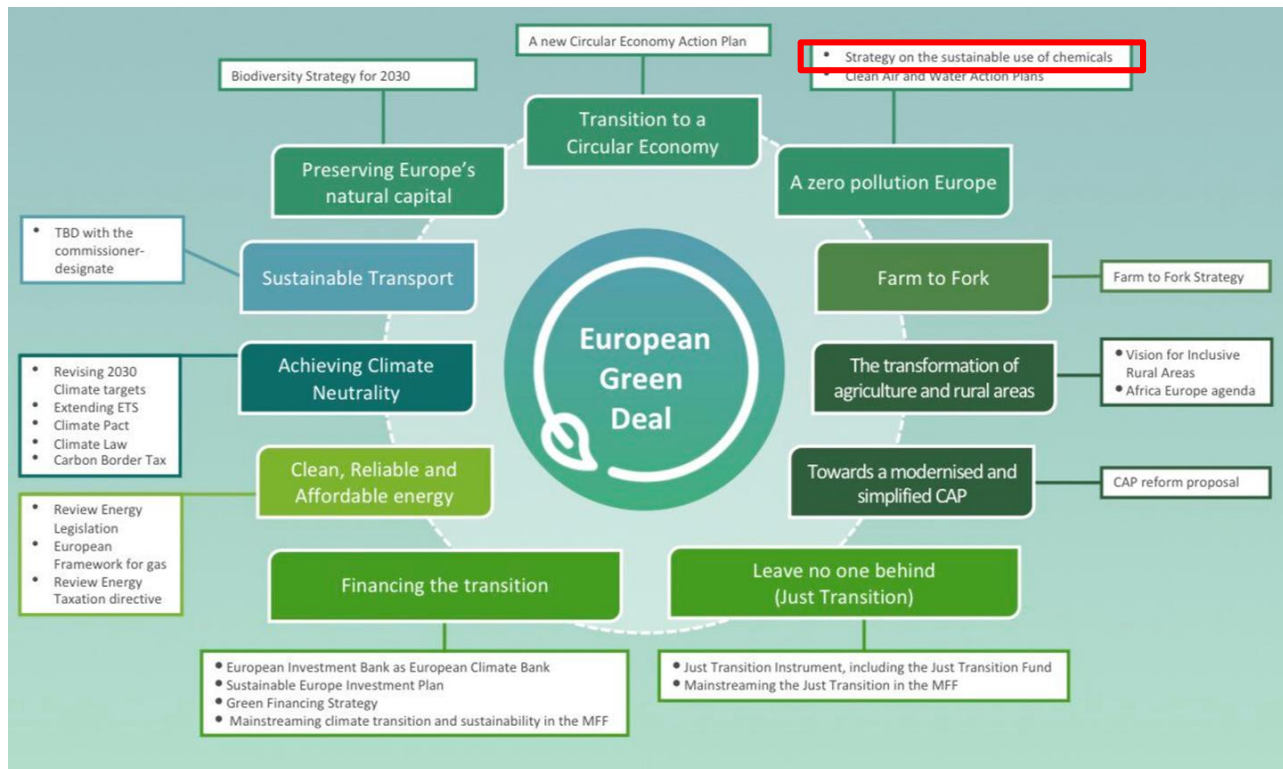 A new Circular Economy Action Plan
• Strategy on the sustainable use of chemicals
• Clean Air and Water Action Plans
Biodiversity Strategy for 2030
Transition to a
Circular Economy
Preserving Europe's
natural capital
A zero pollution Europe
• TBD with the
commissioner-
designate
Sustainable Transport
Farm to Fork
Farm to Fork Strategy
European
Green
Deal
• Revising 2030
Climate targets
• Extending ETS
• Climate Pact
• Climate Law
• Carbon Border Tax
Achieving Climate
Neutrality
The transformation of
agriculture and rural areas
• Vision for Inclusive
Rural Areas
• Africa Europe agenda
Clean, Reliable and
Affordable energy
Towards a modernised and
simplified CAP
CAP reform proposal
• Review Energy
Legislation
• European
Framework for gas
• Review Energy
Taxation directive
Financing the transition
Leave no one behind
(Just Transition)
• European Investment Bank as European Climate Bank
• Sustainable Europe Investment Plan
• Green Financing Strategy
• Mainstreaming climate transition and sustainability in the MFF
• Just Transition Instrument, including the Just Transition Fund
• Mainstreaming the Just Transition in the MFF